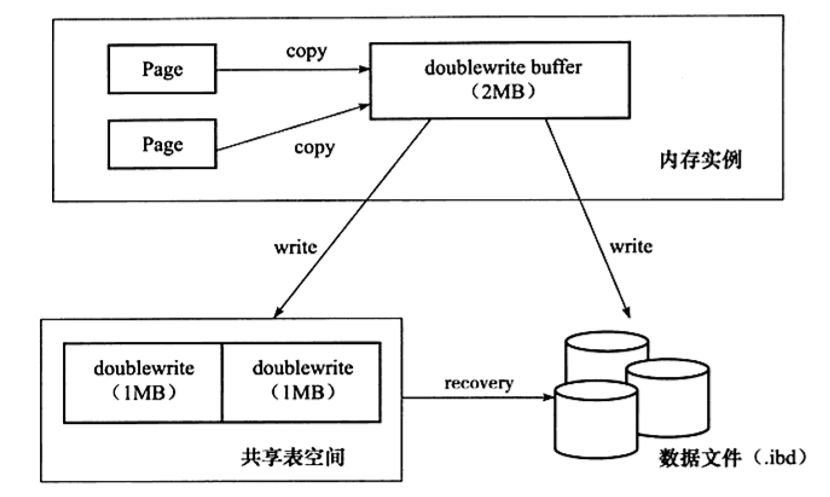 Page
copy
doublewrite buffer
（2MB）
Page
copy
内存实例
write
write
doublewrite
（1MB）
doublewrite
（1MB）
recovery
共享表空间
数据文件（.ibd）